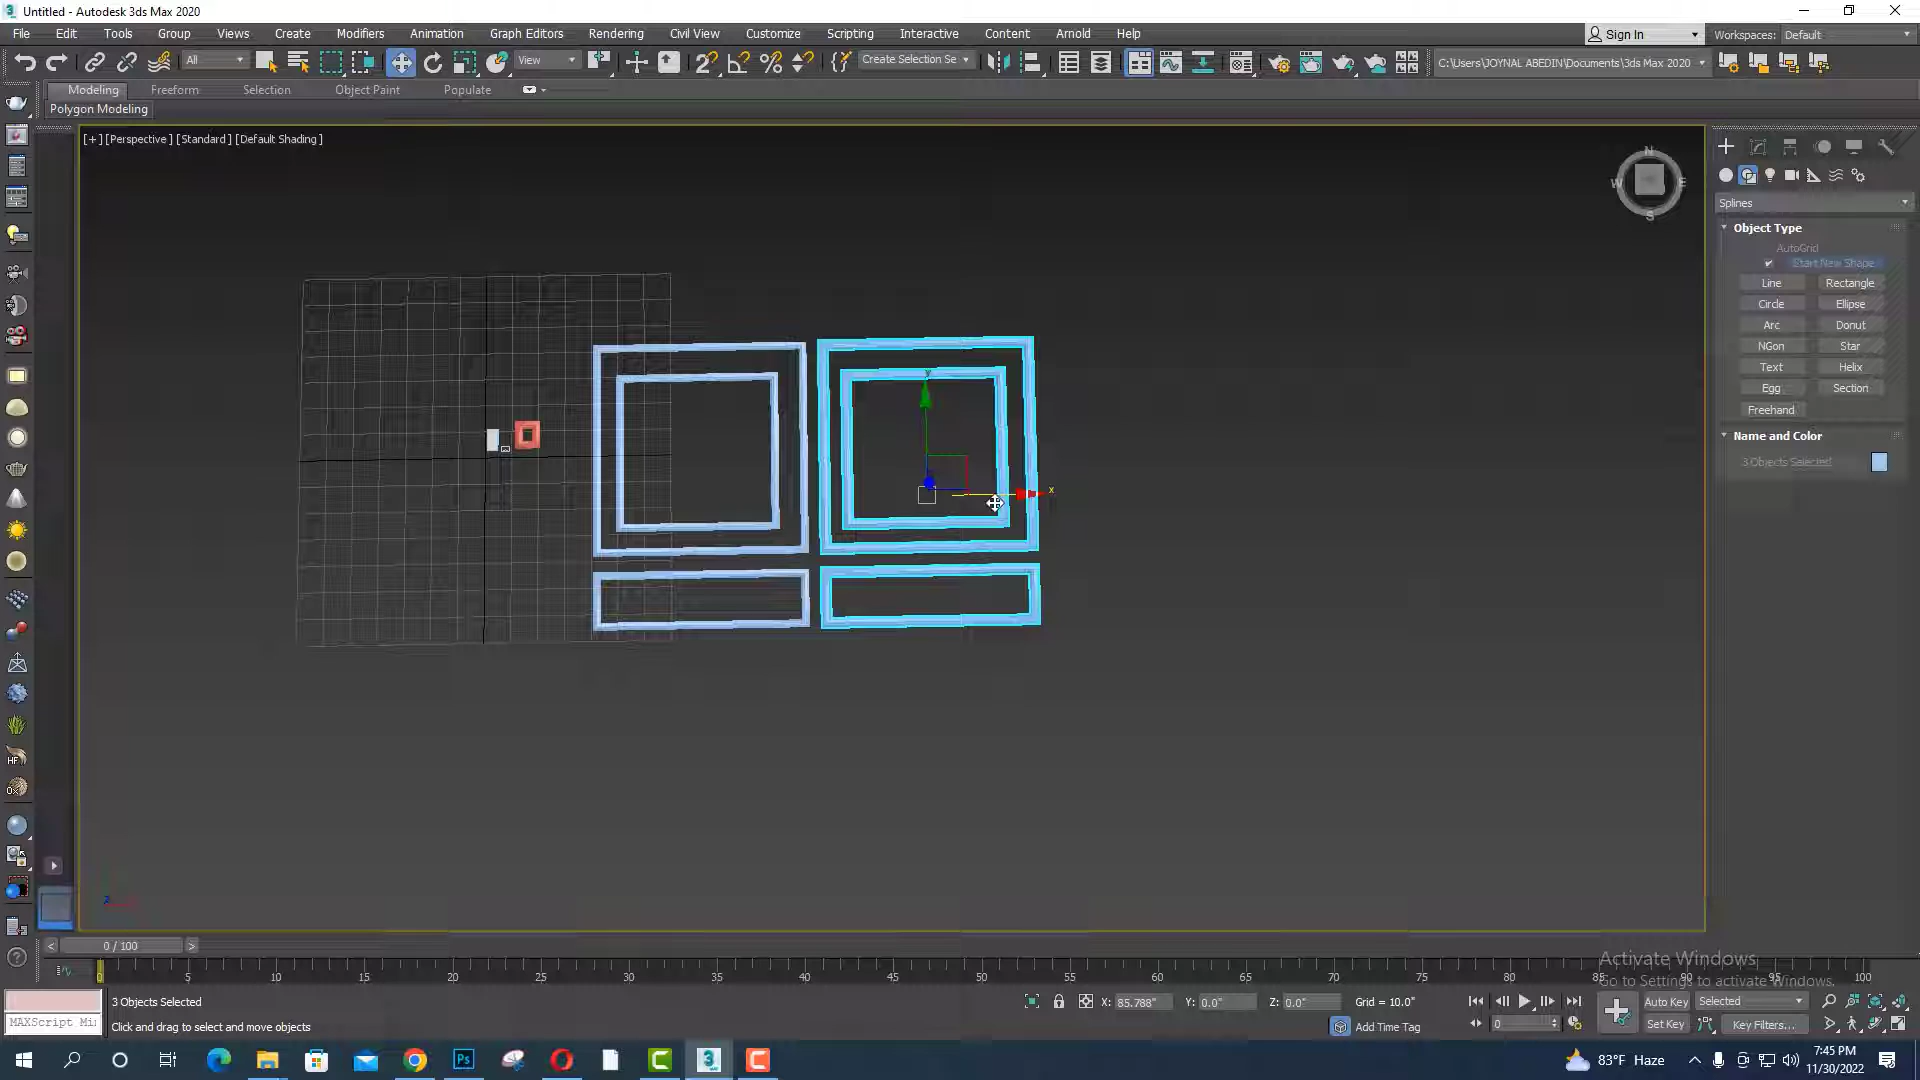 Untitled - Autodesk 3ds Max 2020
File Edit Tools Group Views Create Modifiers Animation Graph Editors Rendering Civil View Customize Scripting Interactive Content Arnold Help
Sign In
Workspaces: Default
All
View
Create Selection Se
C:\Users\JOYNAL ABEDIN\Documents\3ds Max 2020
Modeling Freeform Selection Object Paint Populate
Polygon Modeling
[+] [Perspective] [Standard] [Default Shading]
N
W E
S
Splines
Object Type
AutoGrid
Start New Shape
Line Rectangle
Circle Ellipse
Arc Donut
NGon Star
Text Helix
Egg Section
Freehand
Name and Color
3 Objects Selected
y
x
z
0 / 100
0 5 10 15 20 25 30 35 40 45 50 55 60 65 70 75 80 85 90 95 100
Activate Windows
Go to Settings to activate Windows.
3 Objects Selected
X: 85.788" Y: 0.0" Z: 0.0" Grid = 10.0"
Auto Key Selected
MAXScript Mi
Click and drag to select and move objects
Add Time Tag
0
Set Key Key Filters...
83°F Haze
7:45 PM
11/30/2022